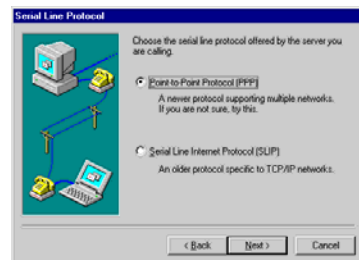 Serial Line Protocol
Choose the serial line protocol offered by the server you
are calling.
Point-to-Point Protocol (PPP)
A newer protocol supporting multiple networks.
If you are not sure, try this.
Serial Line Internet Protocol (SLIP)
An older protocol specific to TCP/IP networks.
< Back
Next >
Cancel